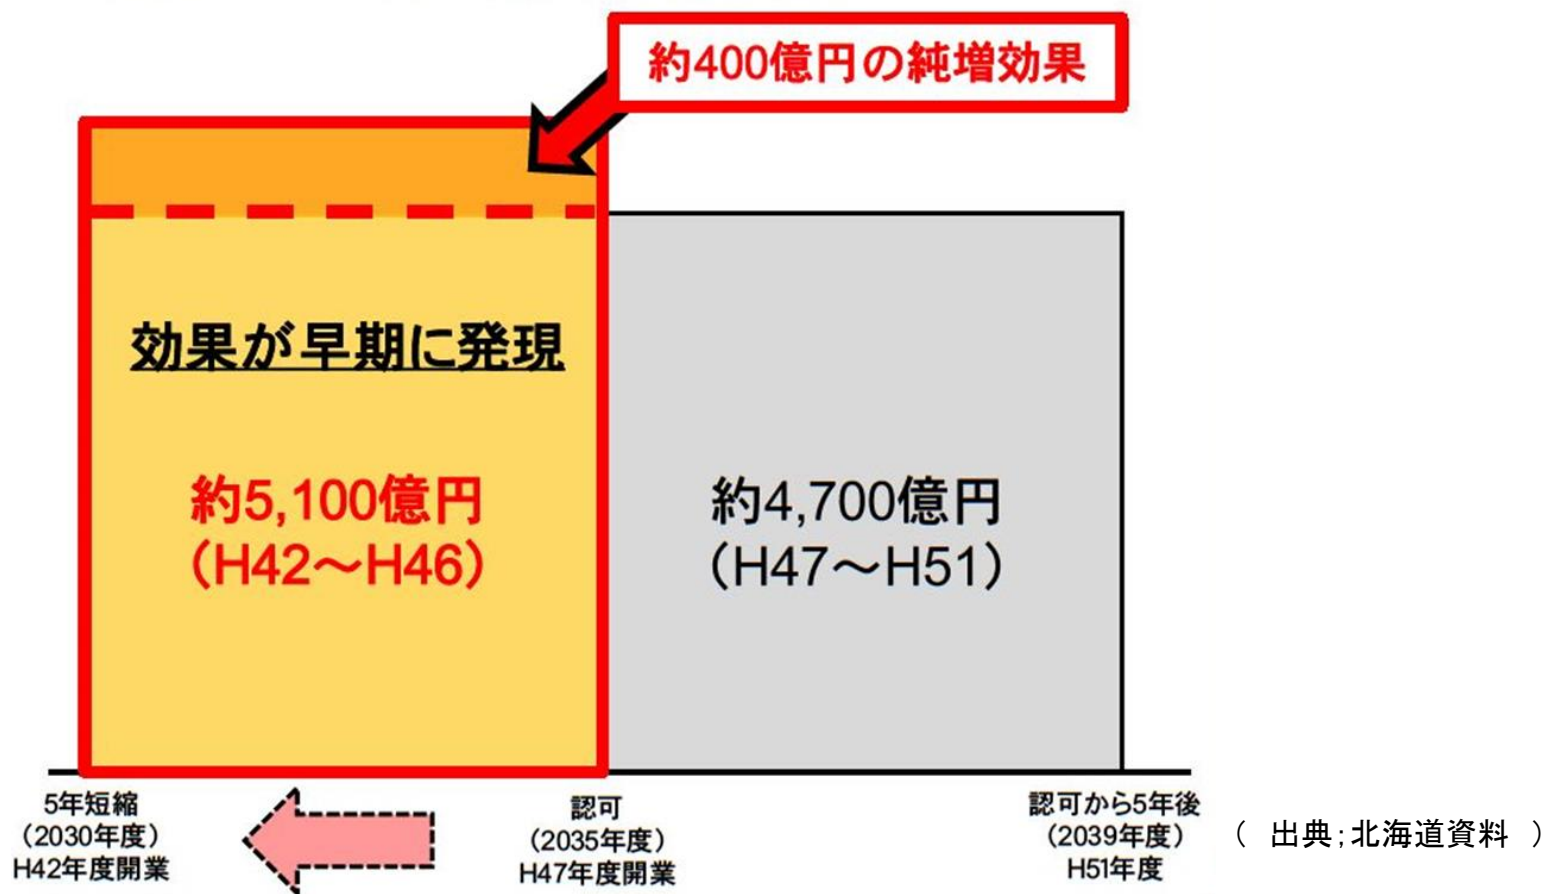 約400億円の純増効果
効果が早期に発現
約5,100億円
（H42～H46）
約4,700億円
（H47～H51）
5年短縮
（2030年度）
H42年度開業
認可
（2035年度）
H47年度開業
認可から5年後
（2039年度）
H51年度
（ 出典；北海道資料 ）